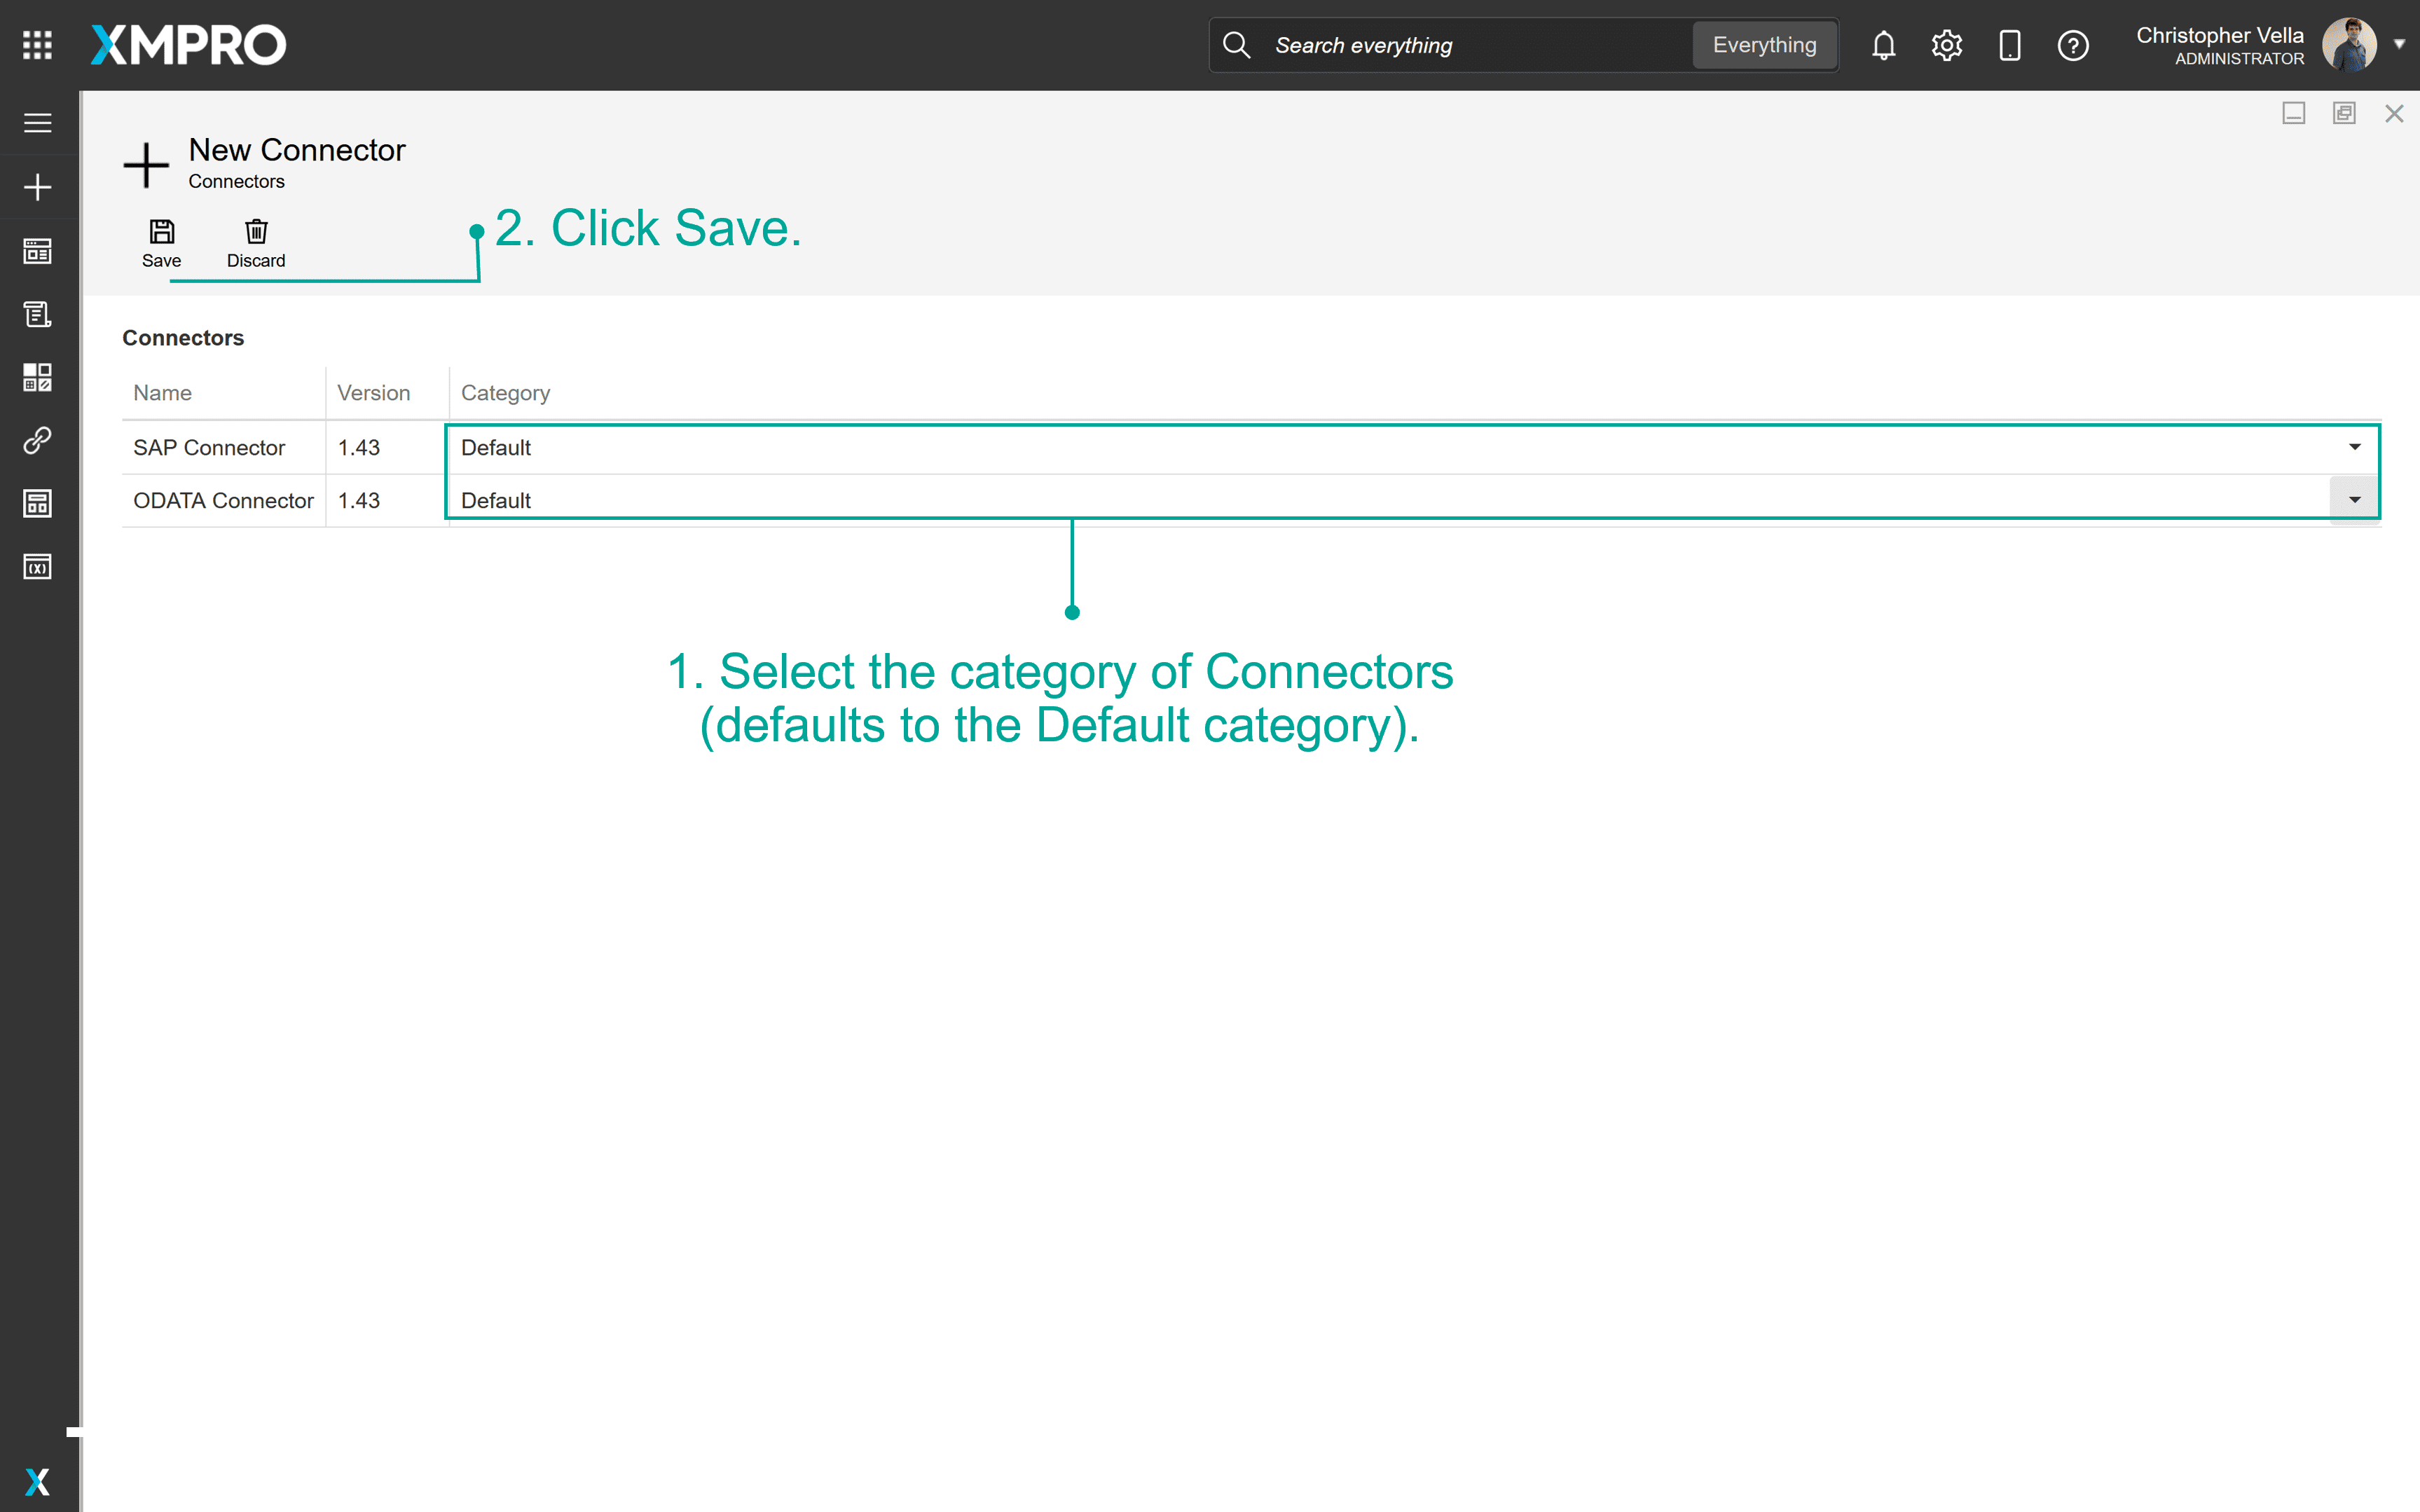 XMPRO
Search everything
Everything
Christopher Vella
ADMINISTRATOR
New Connector
Connectors
Save
Discard
2. Click Save.
Connectors
Name Version Category
SAP Connector 1.43 Default
ODATA Connector 1.43 Default
1. Select the category of Connectors
(defaults to the Default category).